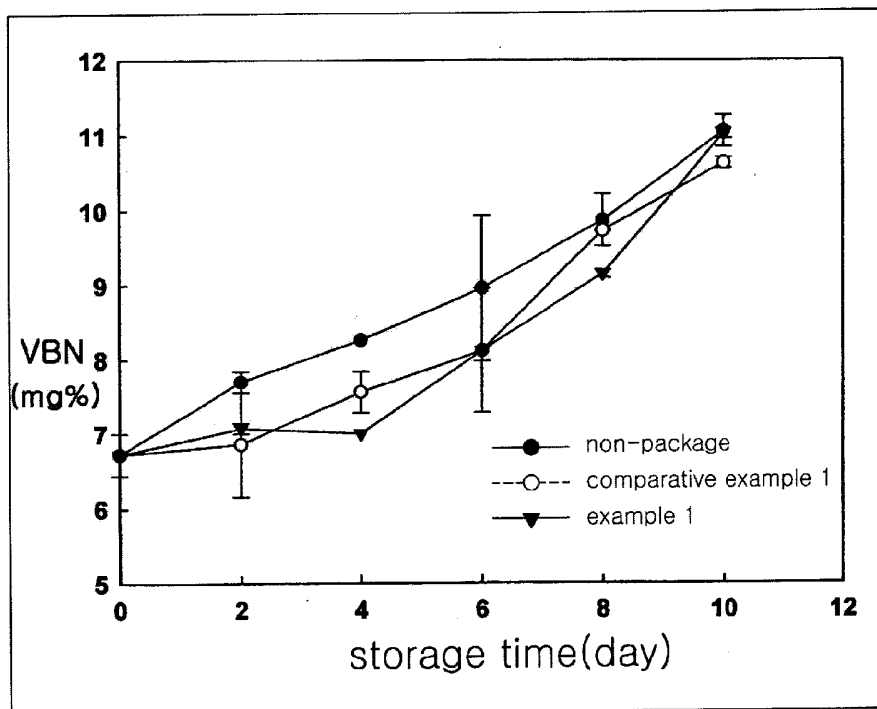 12
11
10
9
8
7
6
5
VBN
(mg%)
non-package
comparative example 1
example 1
0 2 4 6 8 10 12
storage time(day)